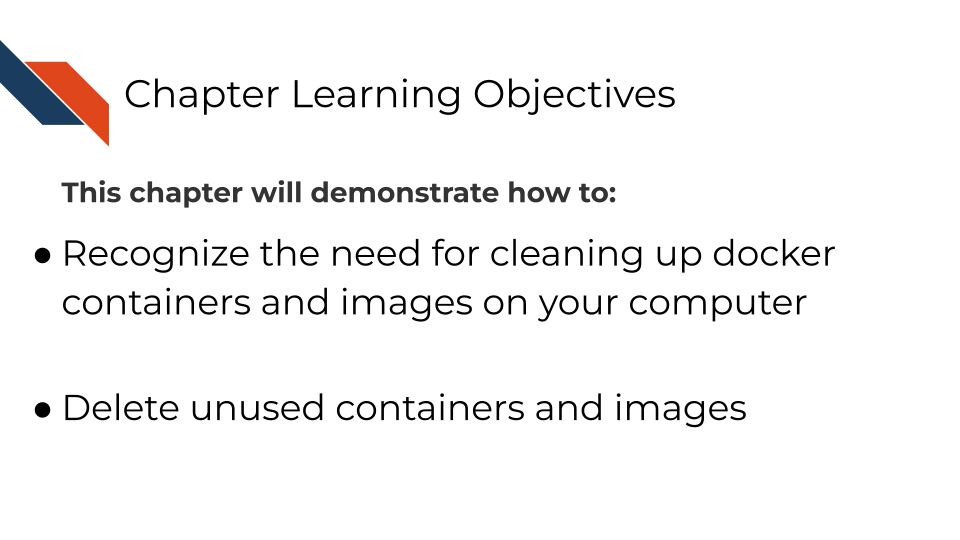 Chapter Learning Objectives
This chapter will demonstrate how to:
● Recognize the need for cleaning up docker
containers and images on your computer
● Delete unused containers and images